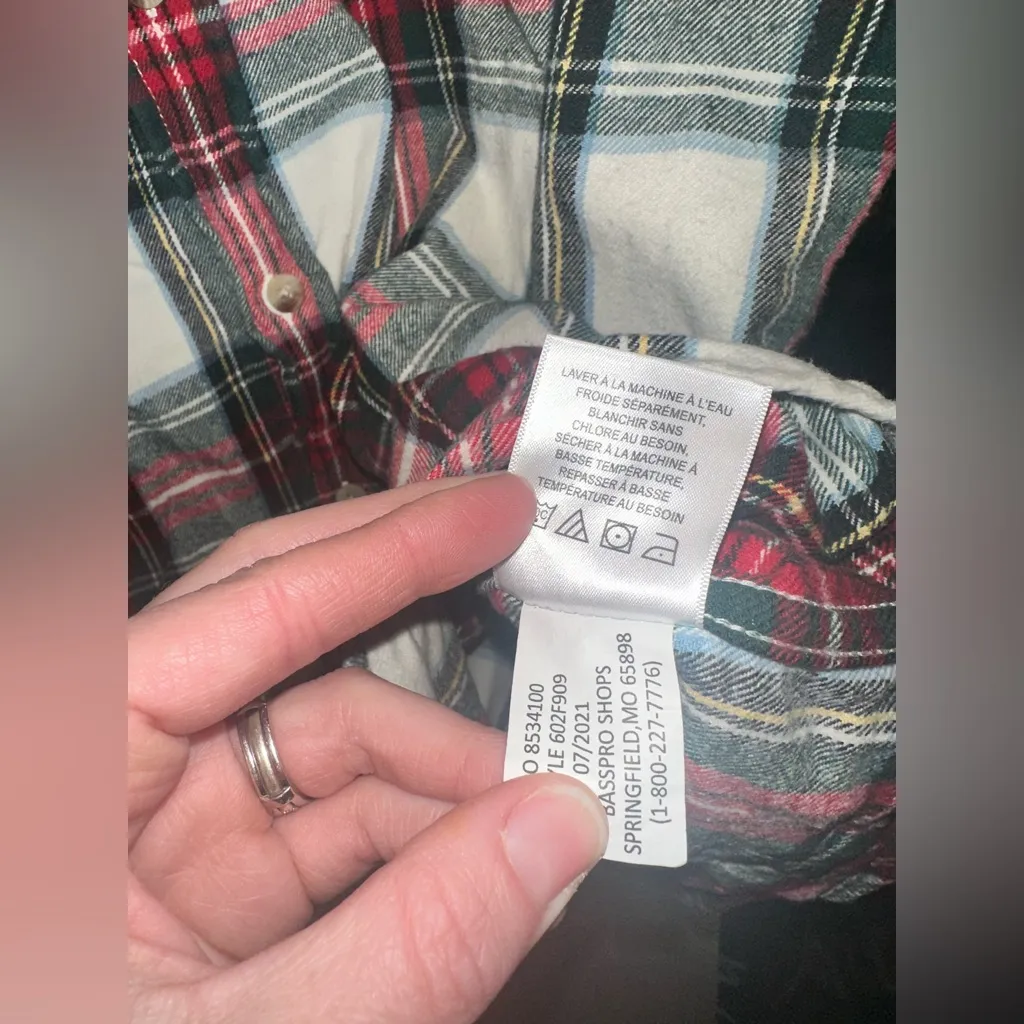 LAVER À LA MACHINE À L'EAU
FROIDE SÉPARÉMENT,
BLANCHIR SANS
CHLORE AU BESOIN,
SÉCHER À LA MACHINE À
BASSE TEMPÉRATURE,
REPASSER À BASSE
TEMPÉRATURE AU BESOIN
O 8534100
LE 602F909
07/2021
BASSPRO SHOPS
SPRINGFIELD,MO 65898
(1-800-227-7776)